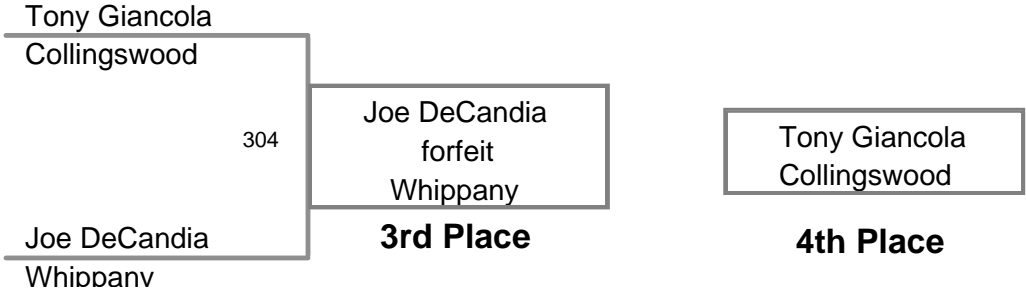 Tony Giancola
Collingswood
304
Joe DeCandia
Whippany
Joe DeCandia
forfeit
Whippany
3rd Place
Tony Giancola
Collingswood
4th Place